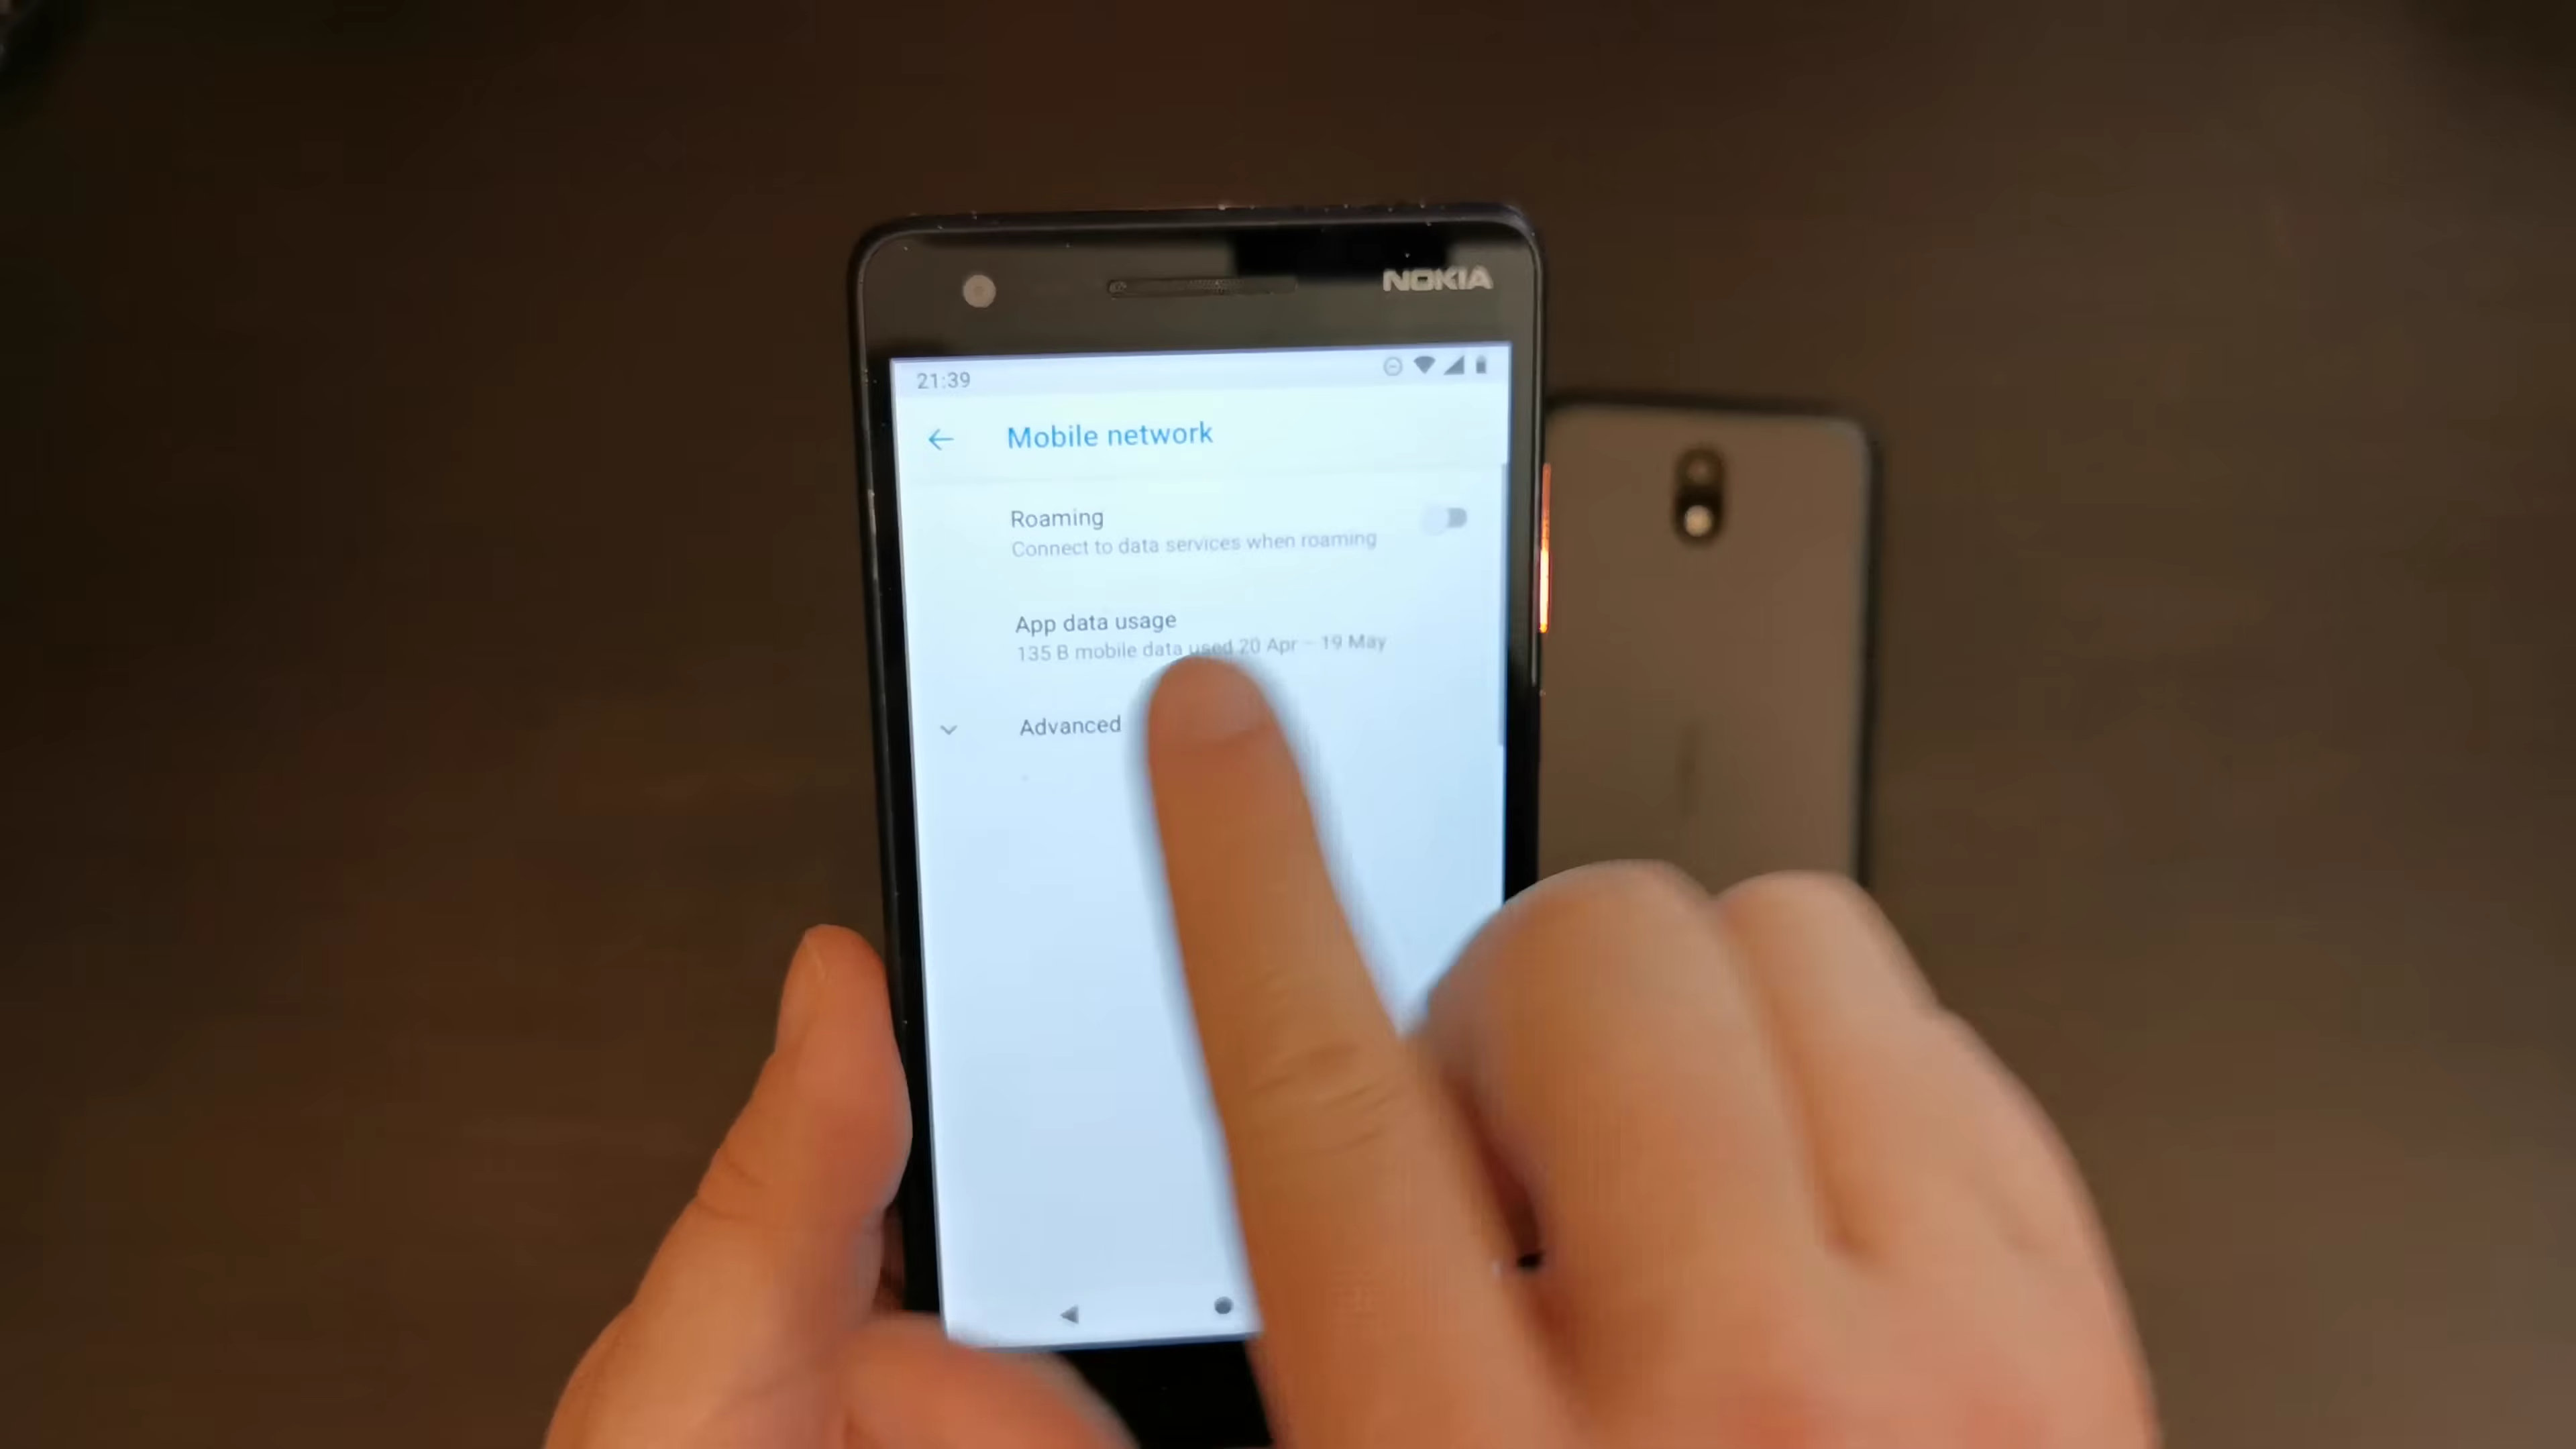 NOKIA
21:39
Mobile network
Roaming
Connect to data services when roaming
App data usage
135 B mobile data used 20 Apr – 19 May
Advanced